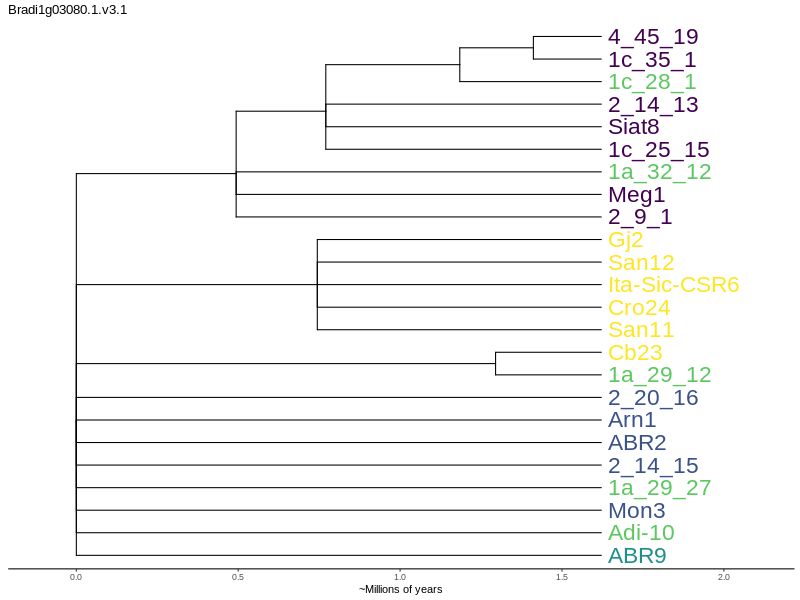 Bradi1g03080.1.v3.1
4_45_19
1c_35_1
1c_28_1
2_14_13
Siat8
1c_25_15
1a_32_12
Meg1
2_9_1
Gj2
San12
Ita-Sic-CSR6
Cro24
San11
Cb23
1a_29_12
2_20_16
Arn1
ABR2
2_14_15
1a_29_27
Mon3
Adi-10
ABR9
0.0 0.5 1.0 1.5 2.0
~Millions of years